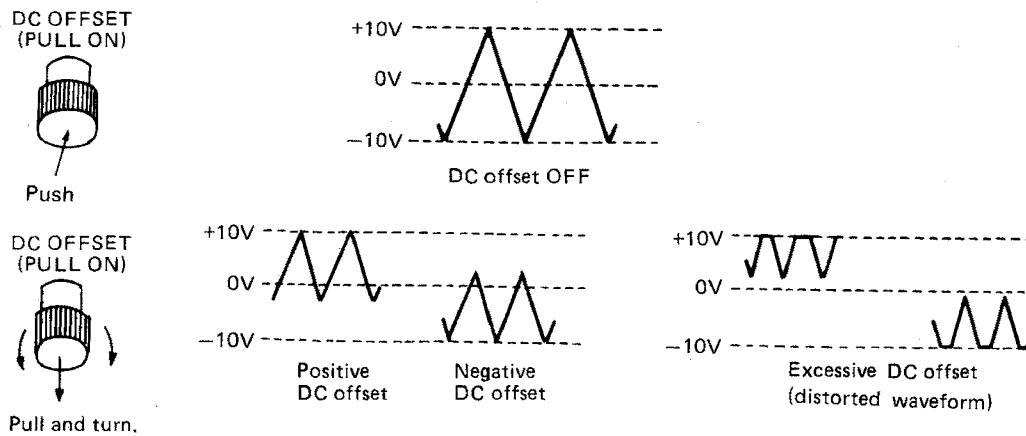 DC OFFSET
(PULL ON)
Push
+10V
0V
−10V
DC offset OFF
DC OFFSET
(PULL ON)
Pull and turn,
+10V
0V
−10V
Positive
DC offset
Negative
DC offset
+10V
0V
−10V
Excessive DC offset
(distorted waveform)